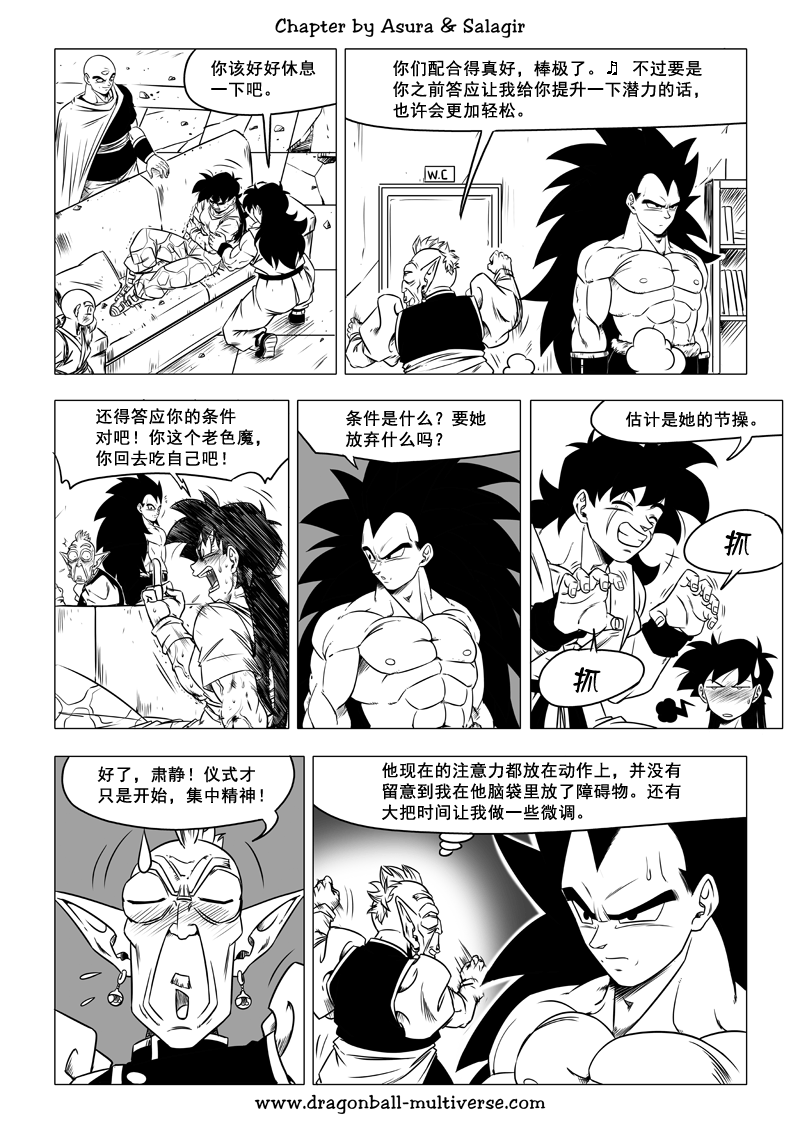 Chapter by Asura & Salagir
你该好好休息
一下吧。
你们配合得真好，棒极了。♫ 不过要是
你之前答应让我给你提升一下潜力的话，
也许会更加轻松。
W.C
还得答应你的条件
对吧！你这个老色魔，
你回去吃自己吧！
条件是什么？要她
放弃什么吗？
估计是她的节操。
抓
抓
好了，肃静！仪式才
只是开始，集中精神！
他现在的注意力都放在动作上，并没有
留意到我在他脑袋里放了障碍物。还有
大把时间让我做一些微调。
www.dragonball-multiverse.com